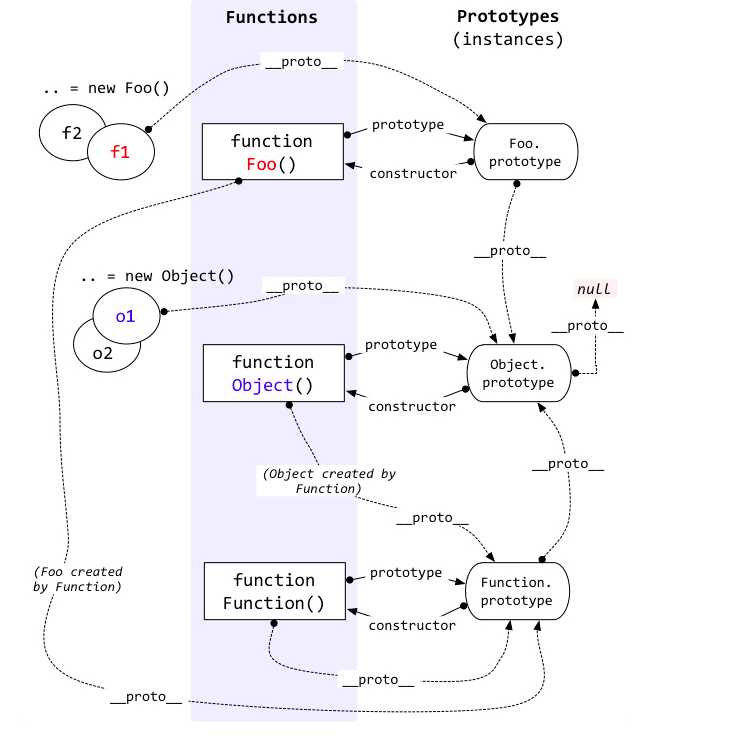 Functions
Prototypes
(instances)
__proto__
.. = new Foo()
f2
f1
function
Foo()
prototype
constructor
Foo.
prototype
__proto__
.. = new Object()
__proto__
null
__proto__
o1
o2
function
Object()
prototype
constructor
Object.
prototype
__proto__
(Object created by
Function)
__proto__
(Foo created
by Function)
function
Function()
prototype
constructor
Function.
prototype
__proto__
__proto__